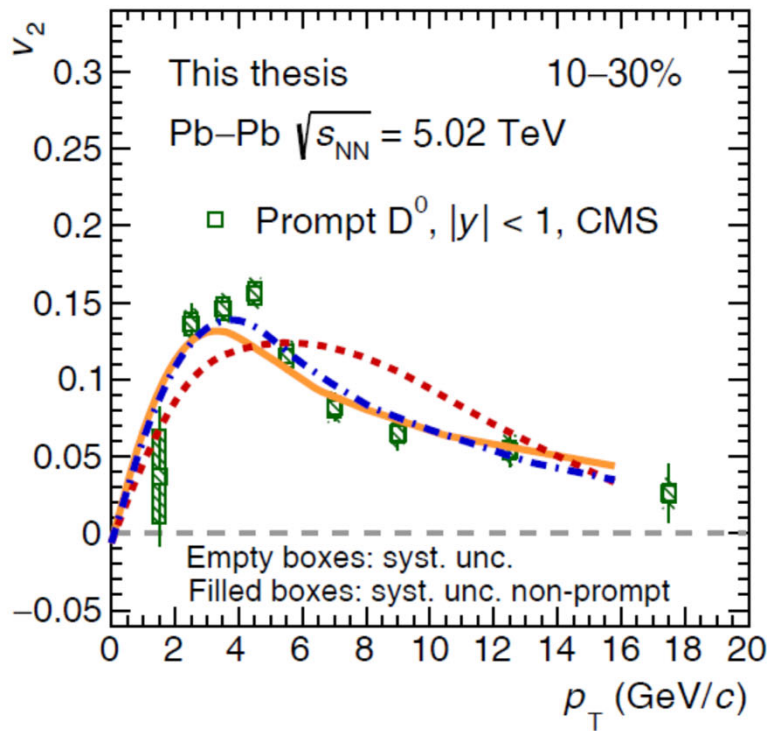 v₂
0.3
0.25
0.2
0.15
0.1
0.05
0
−0.05
This thesis 10–30%
Pb–Pb √s_NN = 5.02 TeV
Prompt D⁰, |y| < 1, CMS
Empty boxes: syst. unc.
Filled boxes: syst. unc. non-prompt
0 2 4 6 8 10 12 14 16 18 20
p_T (GeV/c)